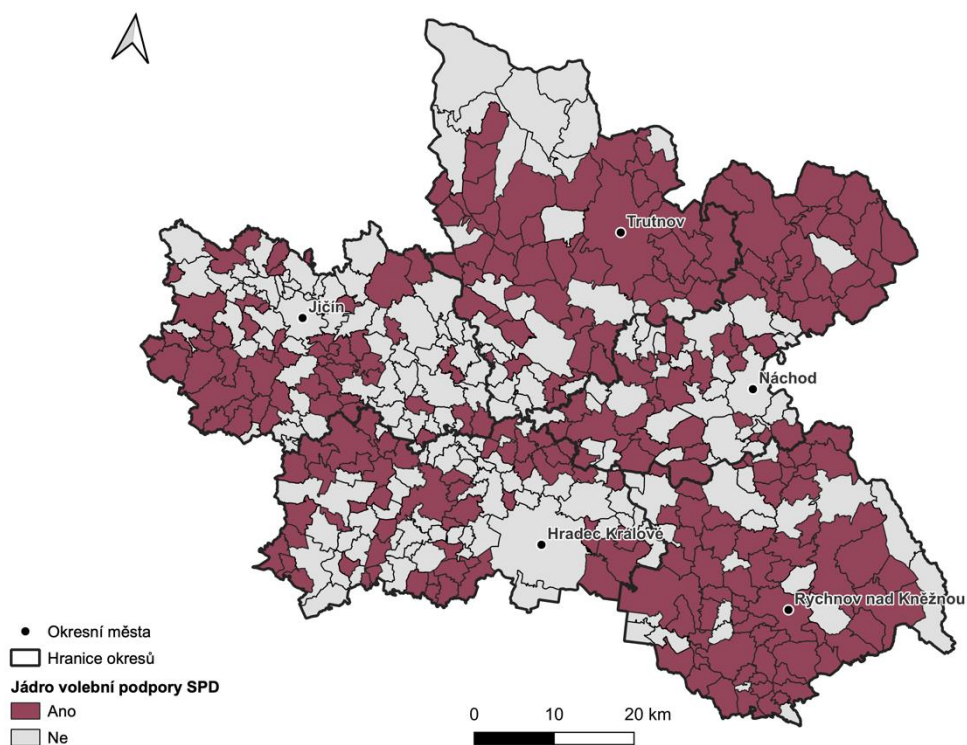 Trutnov
Jičín
Náchod
Hradec Králové
Rychnov nad Kněžnou
Okresní města
Hranice okresů
Jádro volební podpory SPD
Ano
Ne
0 10 20 km